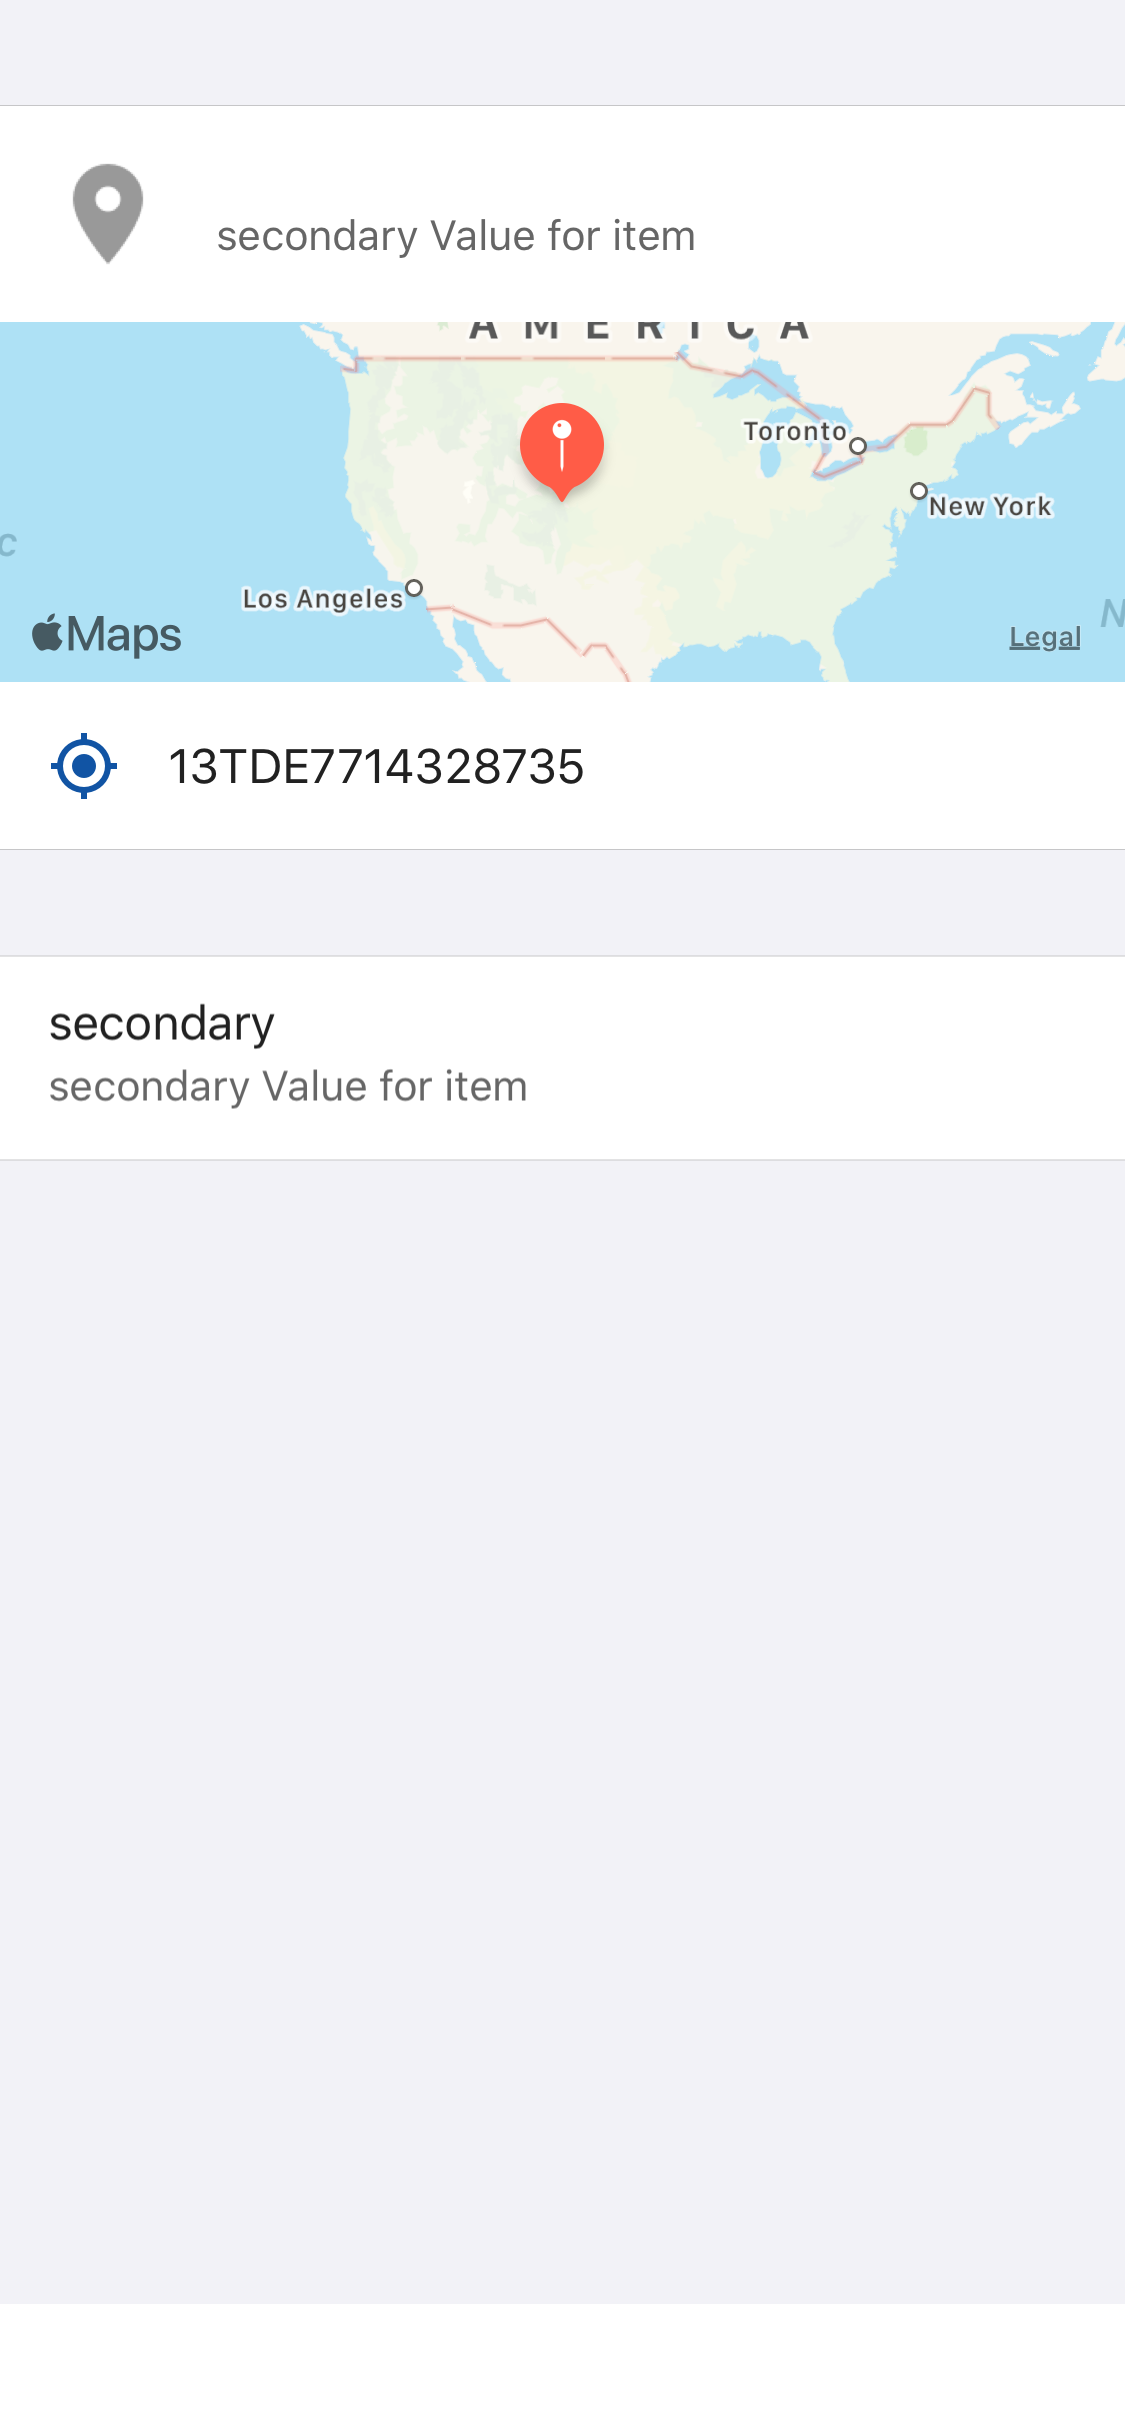 secondary Value for item
AMERICA
Toronto
New York
Los Angeles
Maps
Legal
13TDE7714328735
secondary
secondary Value for item